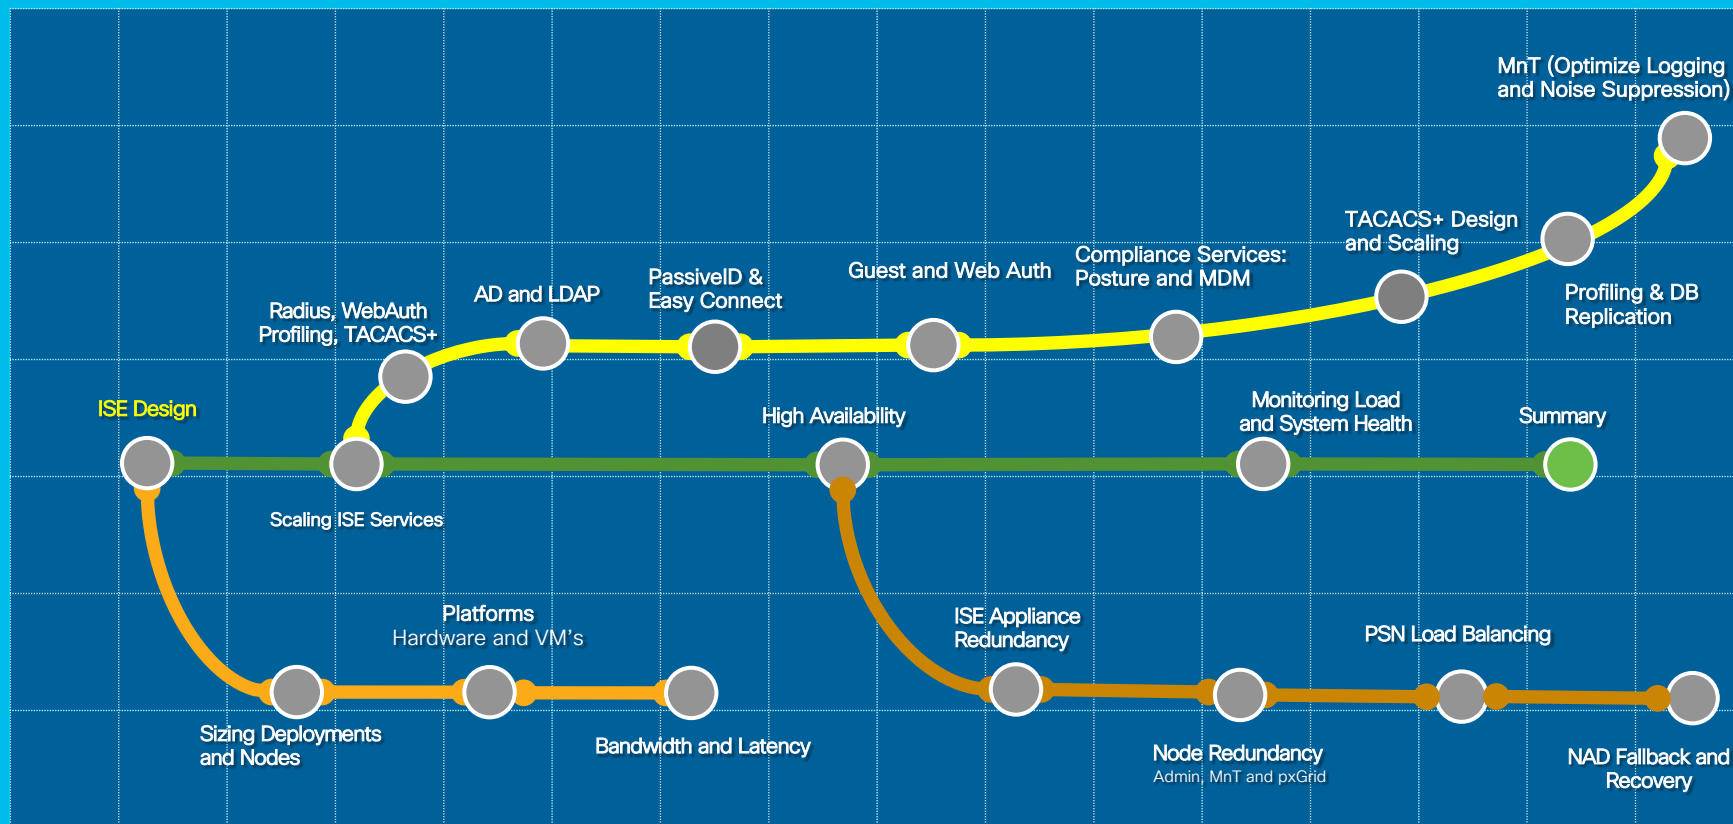 MnT (Optimize Logging
and Noise Suppression)
TACACS+ Design
and Scaling
Compliance Services:
Posture and MDM
Guest and Web Auth
PassiveID &
Easy Connect
AD and LDAP
Radius, WebAuth
Profiling, TACACS+
Profiling & DB
Replication
ISE Design
High Availability
Monitoring Load
and System Health
Summary
Scaling ISE Services
Platforms
Hardware and VM's
ISE Appliance
Redundancy
PSN Load Balancing
Sizing Deployments
and Nodes
Bandwidth and Latency
Node Redundancy
Admin, MnT and pxGrid
NAD Fallback and
Recovery